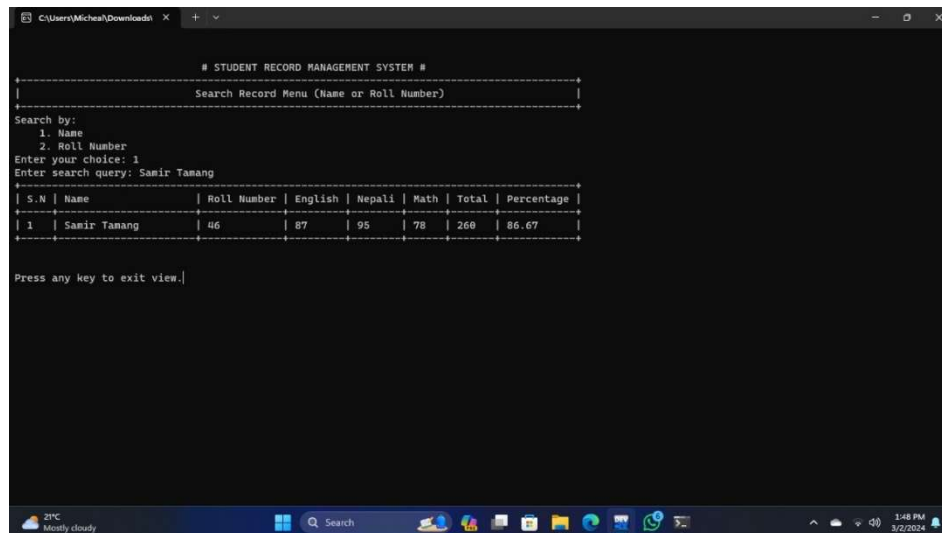 C:\Users\Micheal\Downloads\
# STUDENT RECORD MANAGEMENT SYSTEM #
Search Record Menu (Name or Roll Number)
Search by:
1. Name
2. Roll Number
Enter your choice: 1
Enter search query: Samir Tamang
| S.N | Name | Roll Number | English | Nepali | Math | Total | Percentage |
| 1 | Samir Tamang | 46 | 87 | 95 | 78 | 260 | 86.67 |
Press any key to exit view.
21°C
Mostly cloudy
Search
1:48 PM
3/2/2024